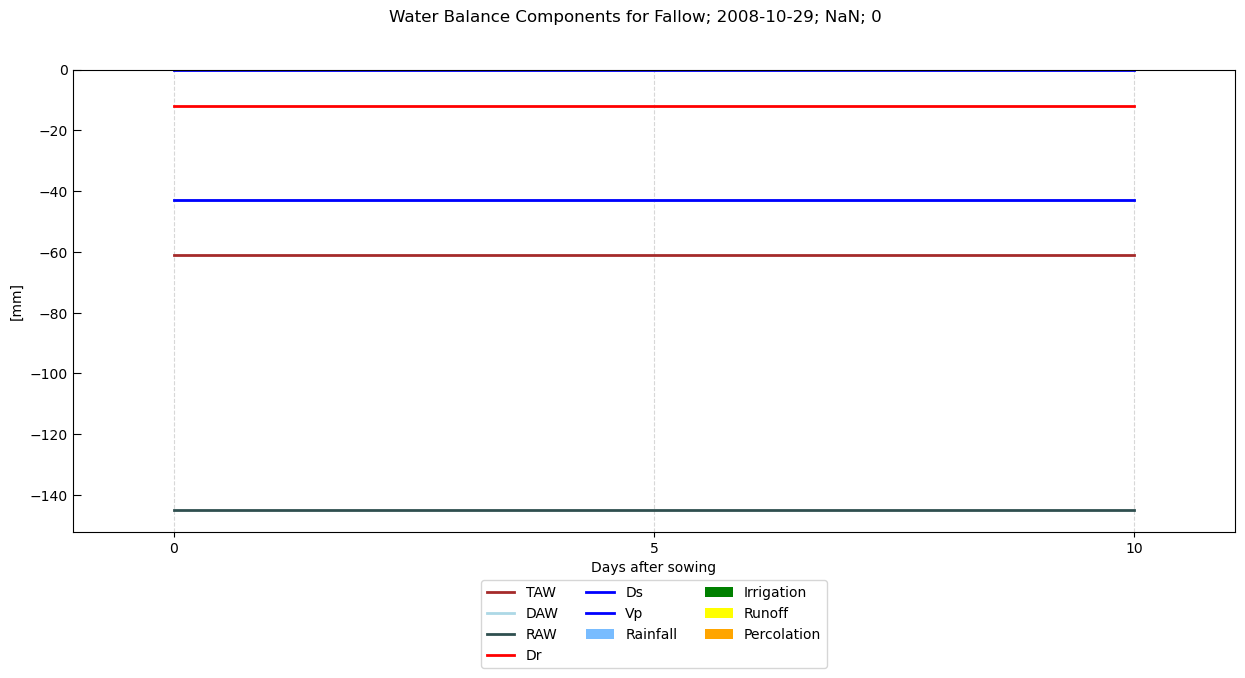 Water Balance Components for Fallow; 2008-10-29; NaN; 0
0
−20
−40
−60
−80
−100
−120
−140
[mm]
0 5 10
Days after sowing
TAW Ds Irrigation
DAW Vp Runoff
RAW Rainfall Percolation
Dr